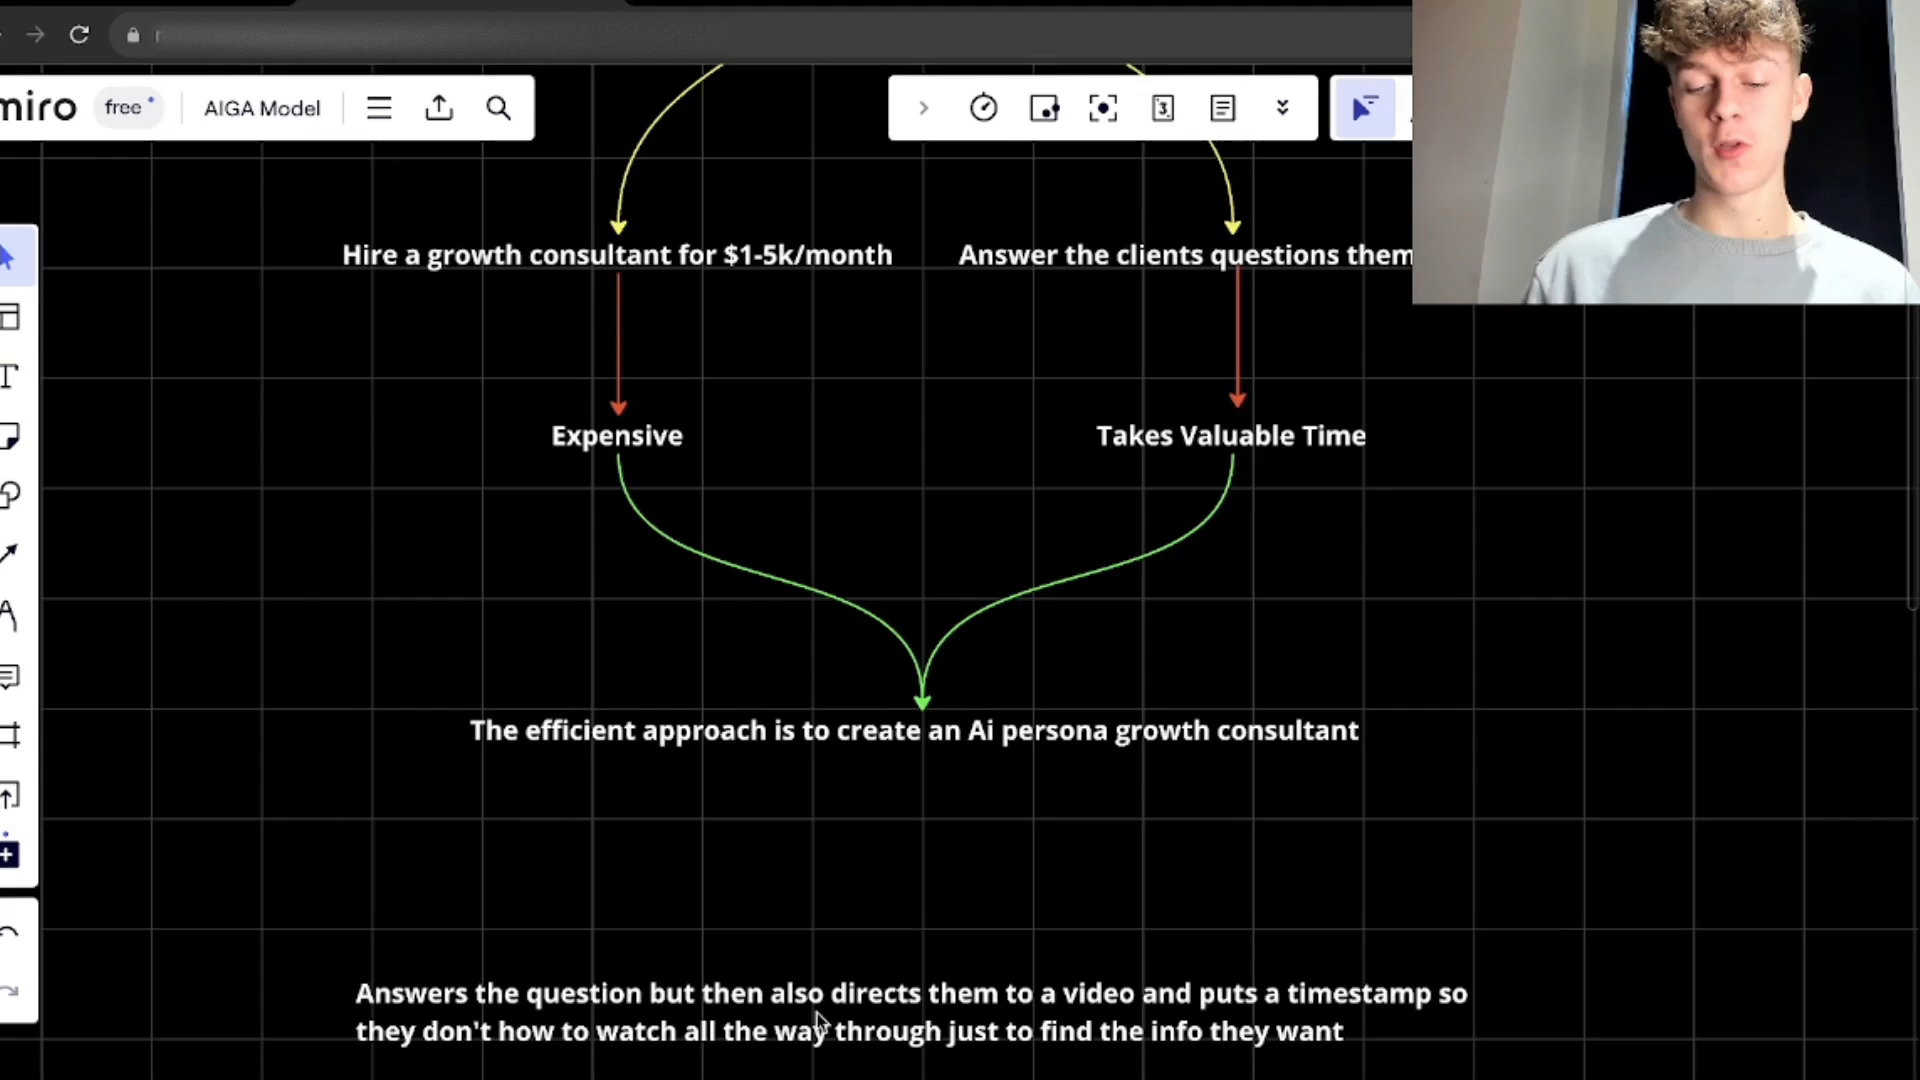 miro
free
AIGA Model
3
Hire a growth consultant for $1-5k/month
Answer the clients questions them
Expensive
Takes Valuable Time
The efficient approach is to create an Ai persona growth consultant
Answers the question but then also directs them to a video and puts a timestamp so
they don't how to watch all the way through just to find the info they want